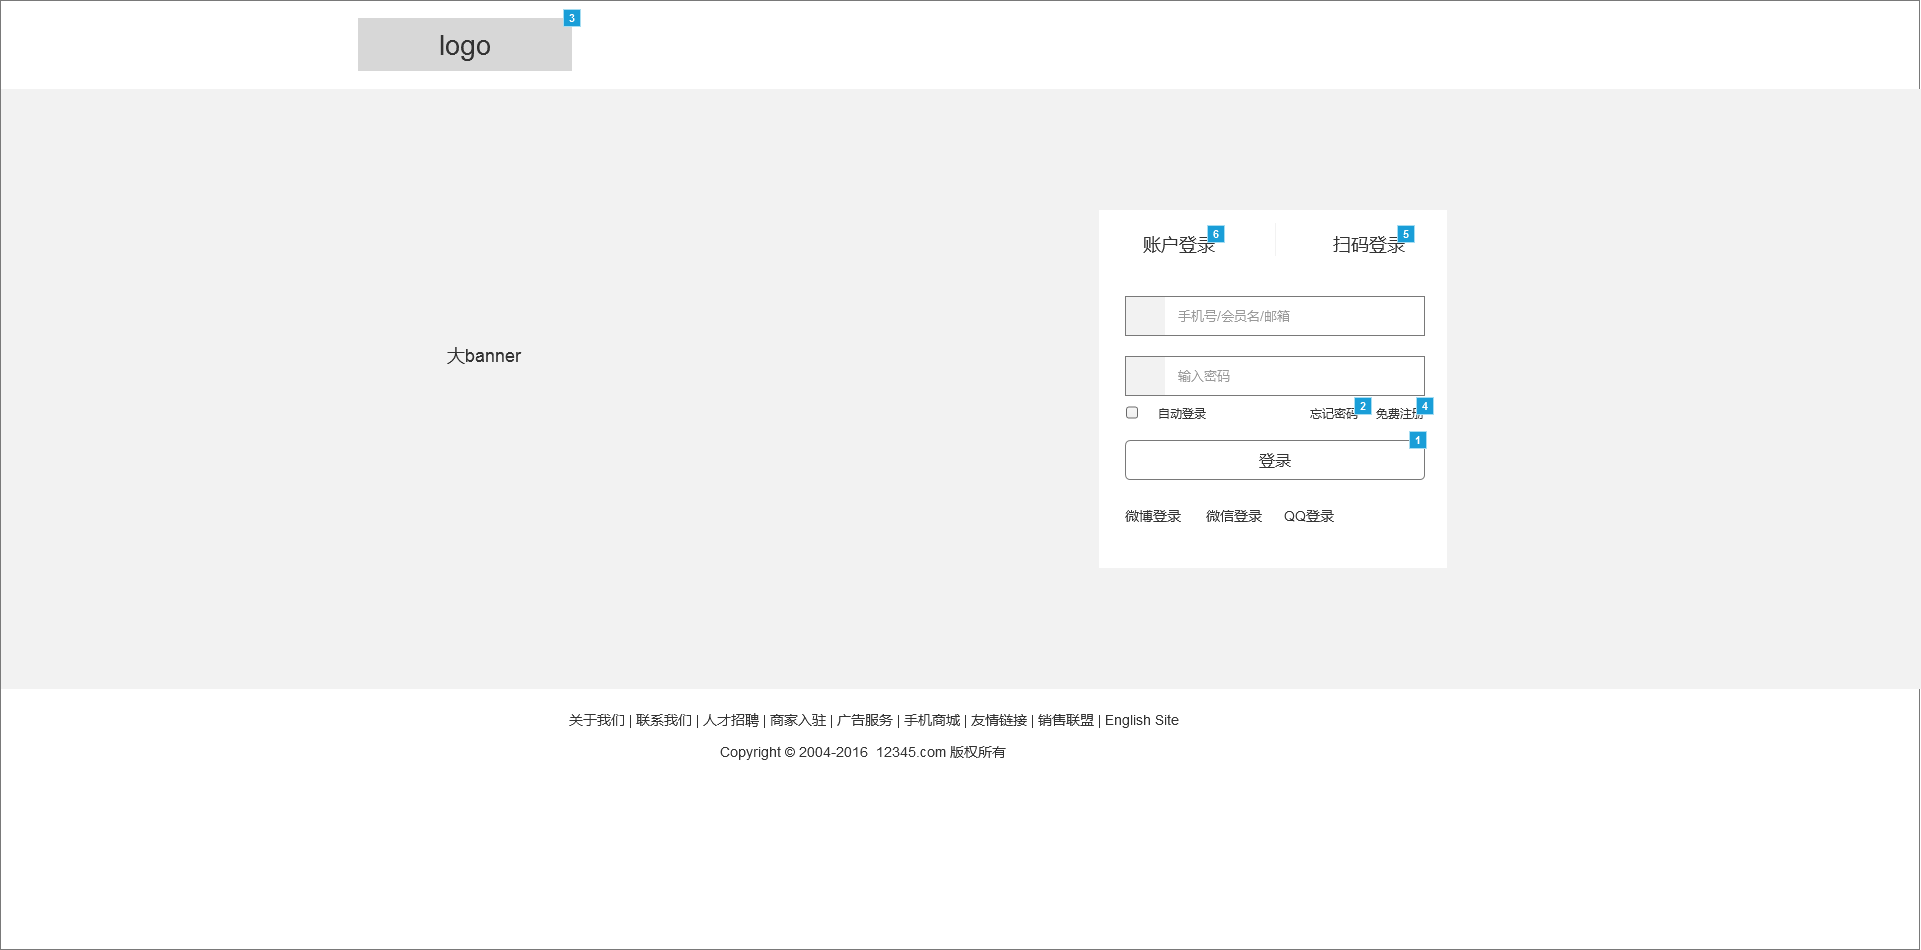 logo 3
账户登录 6 扫码登录 5
手机号/会员名/邮箱
大banner
输入密码
自动登录 忘记密码 2 免费注册 4
登录 1
微博登录 微信登录 QQ登录
关于我们 | 联系我们 | 人才招聘 | 商家入驻 | 广告服务 | 手机商城 | 友情链接 | 销售联盟 | English Site
Copyright © 2004-2016 12345.com 版权所有